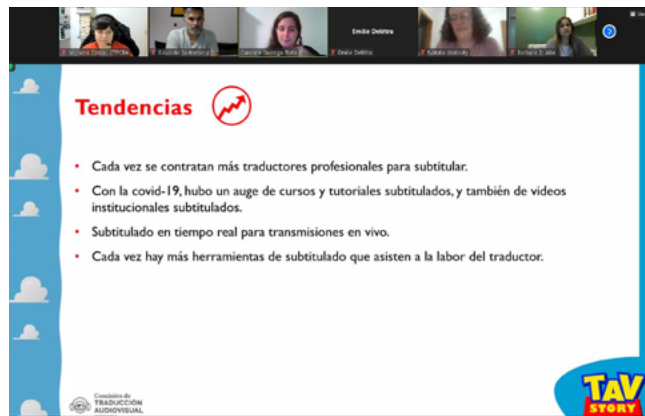 Emilie Delétra
Emilie Delétra
Tendencias
• Cada vez se contratan más traductores profesionales para subtitular.
• Con la covid-19, hubo un auge de cursos y tutoriales subtitulados, y también de videos
institucionales subtitulados.
• Subtitulado en tiempo real para transmisiones en vivo.
• Cada vez hay más herramientas de subtitulado que asisten a la labor del traductor.
Comisión de
TRADUCCIÓN
AUDIOVISUAL
TAV
STORY